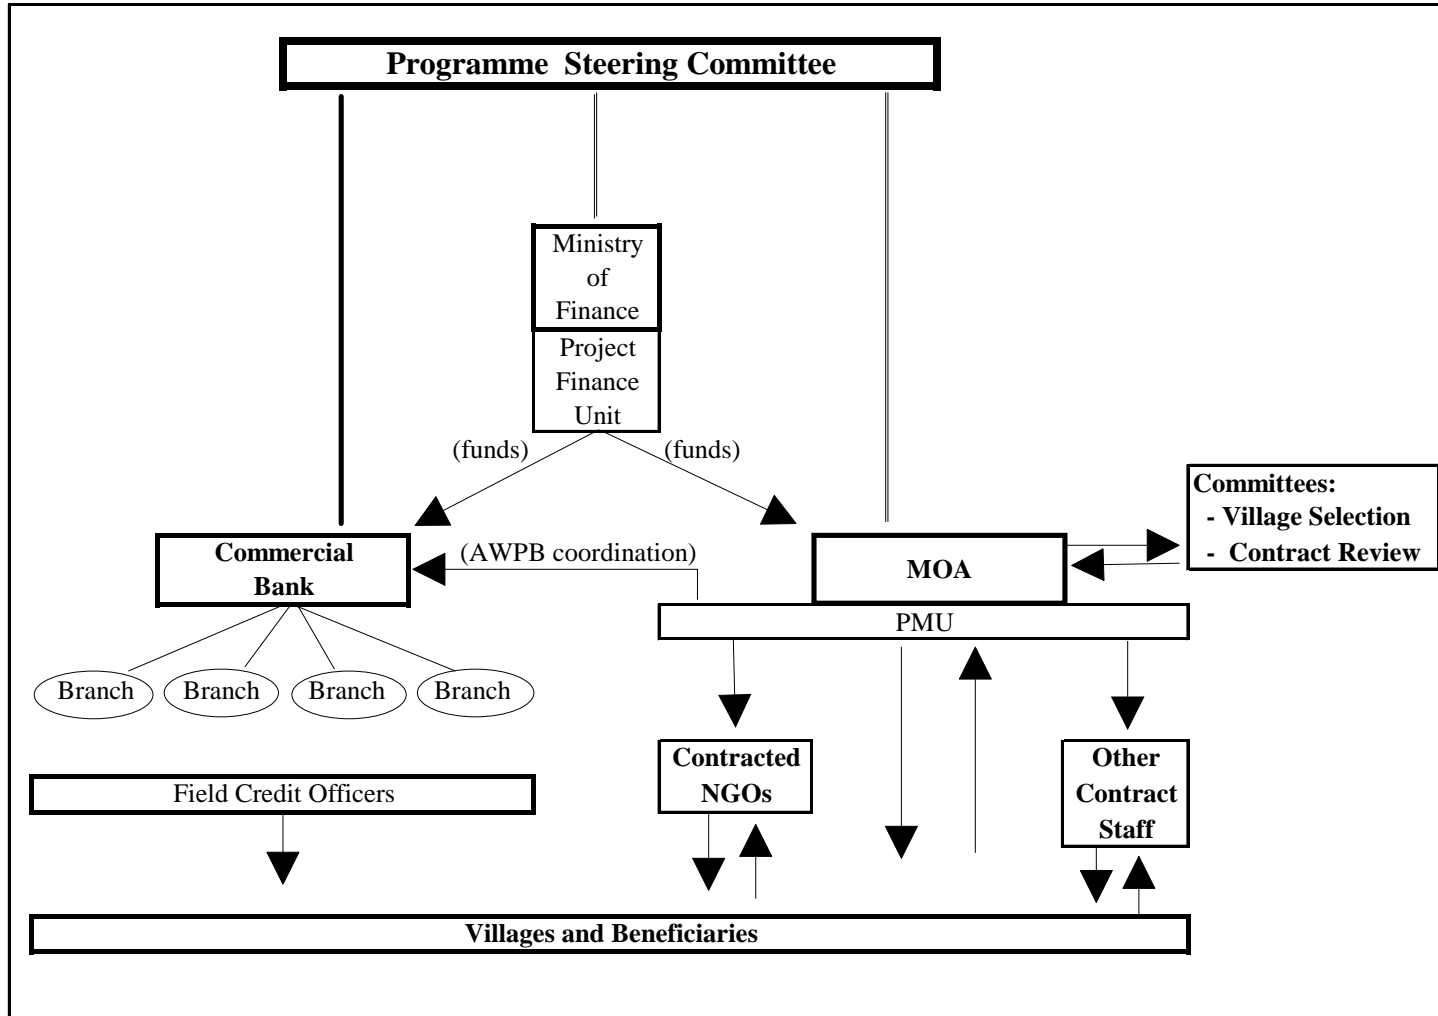 Programme Steering Committee
Ministry
of
Finance
Project
Finance
Unit
(funds)
(funds)
Committees:
- Village Selection
- Contract Review
Commercial
Bank
(AWPB coordination)
MOA
PMU
Branch
Branch
Branch
Branch
Contracted
NGOs
Other
Contract
Staff
Field Credit Officers
Villages and Beneficiaries